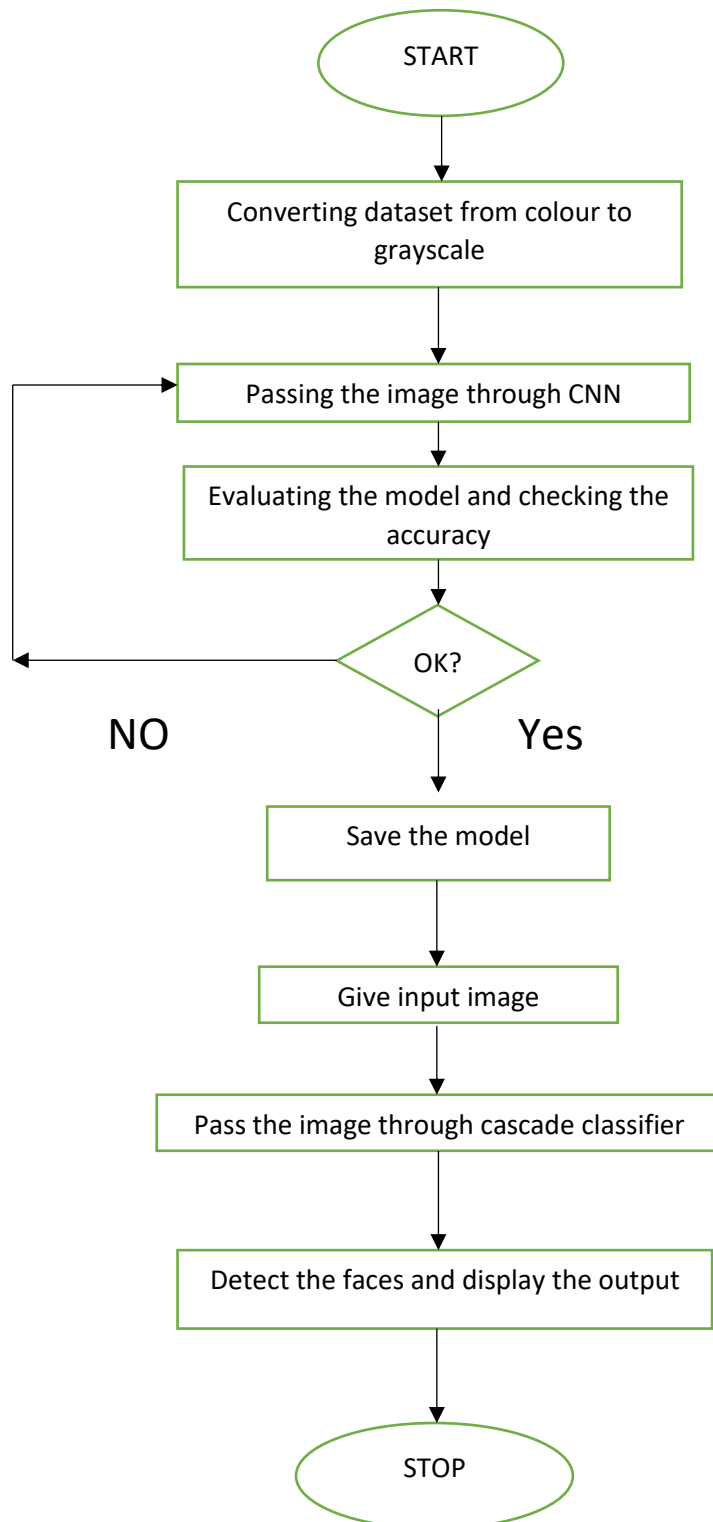 START
Converting dataset from colour to
grayscale
Passing the image through CNN
Evaluating the model and checking the
accuracy
OK?
NO
Yes
Save the model
Give input image
Pass the image through cascade classifier
Detect the faces and display the output
STOP